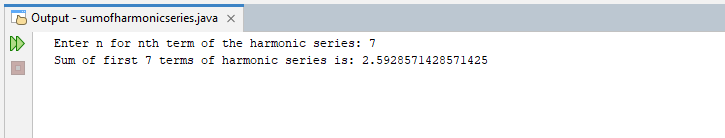 Output - sumofharmonicseries.java
Enter n for nth term of the harmonic series: 7
Sum of first 7 terms of harmonic series is: 2.5928571428571425